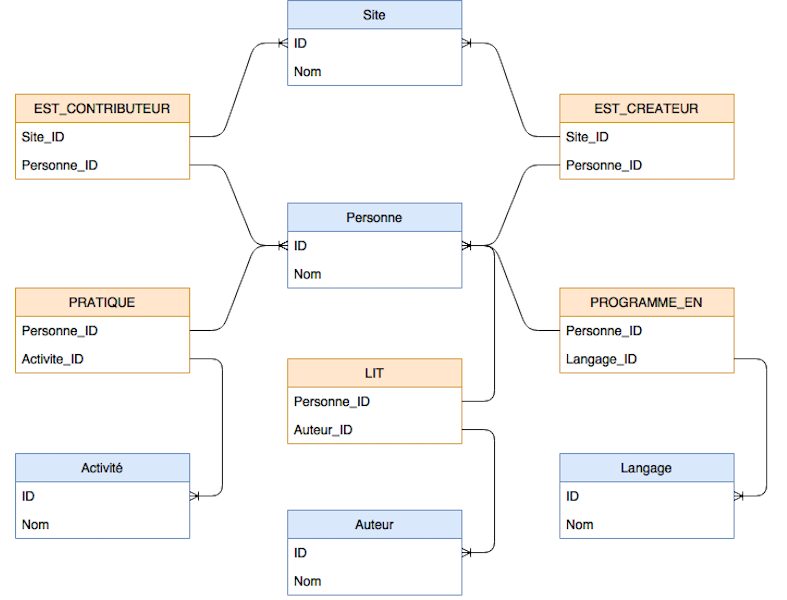 Site
ID
Nom
EST_CONTRIBUTEUR
Site_ID
Personne_ID
EST_CREATEUR
Site_ID
Personne_ID
Personne
ID
Nom
PRATIQUE
Personne_ID
Activite_ID
PROGRAMME_EN
Personne_ID
Langage_ID
LIT
Personne_ID
Auteur_ID
Activité
ID
Nom
Langage
ID
Nom
Auteur
ID
Nom